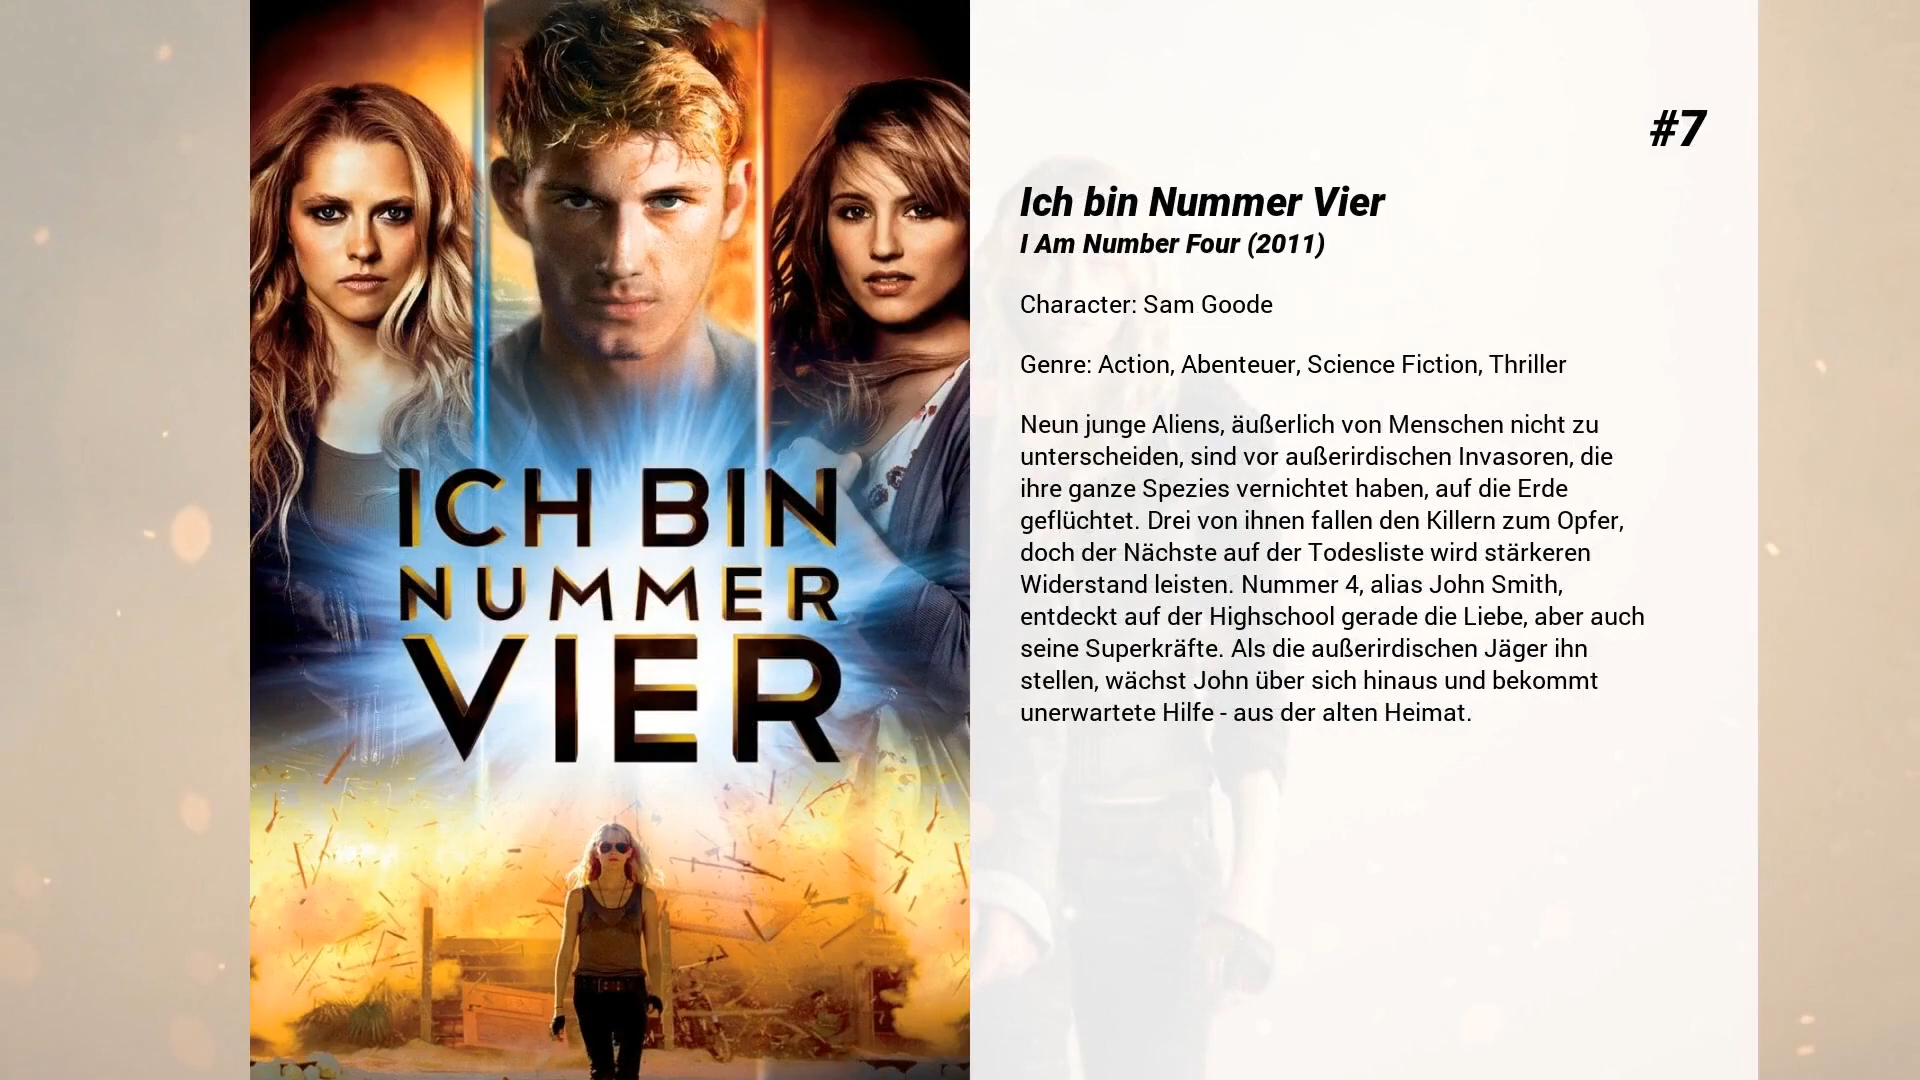 ICH BIN
NUMMER
VIER
#7
Ich bin Nummer Vier
I Am Number Four (2011)
Character: Sam Goode
Genre: Action, Abenteuer, Science Fiction, Thriller
Neun junge Aliens, äußerlich von Menschen nicht zu
unterscheiden, sind vor außerirdischen Invasoren, die
ihre ganze Spezies vernichtet haben, auf die Erde
geflüchtet. Drei von ihnen fallen den Killern zum Opfer,
doch der Nächste auf der Todesliste wird stärkeren
Widerstand leisten. Nummer 4, alias John Smith,
entdeckt auf der Highschool gerade die Liebe, aber auch
seine Superkräfte. Als die außerirdischen Jäger ihn
stellen, wächst John über sich hinaus und bekommt
unerwartete Hilfe - aus der alten Heimat.